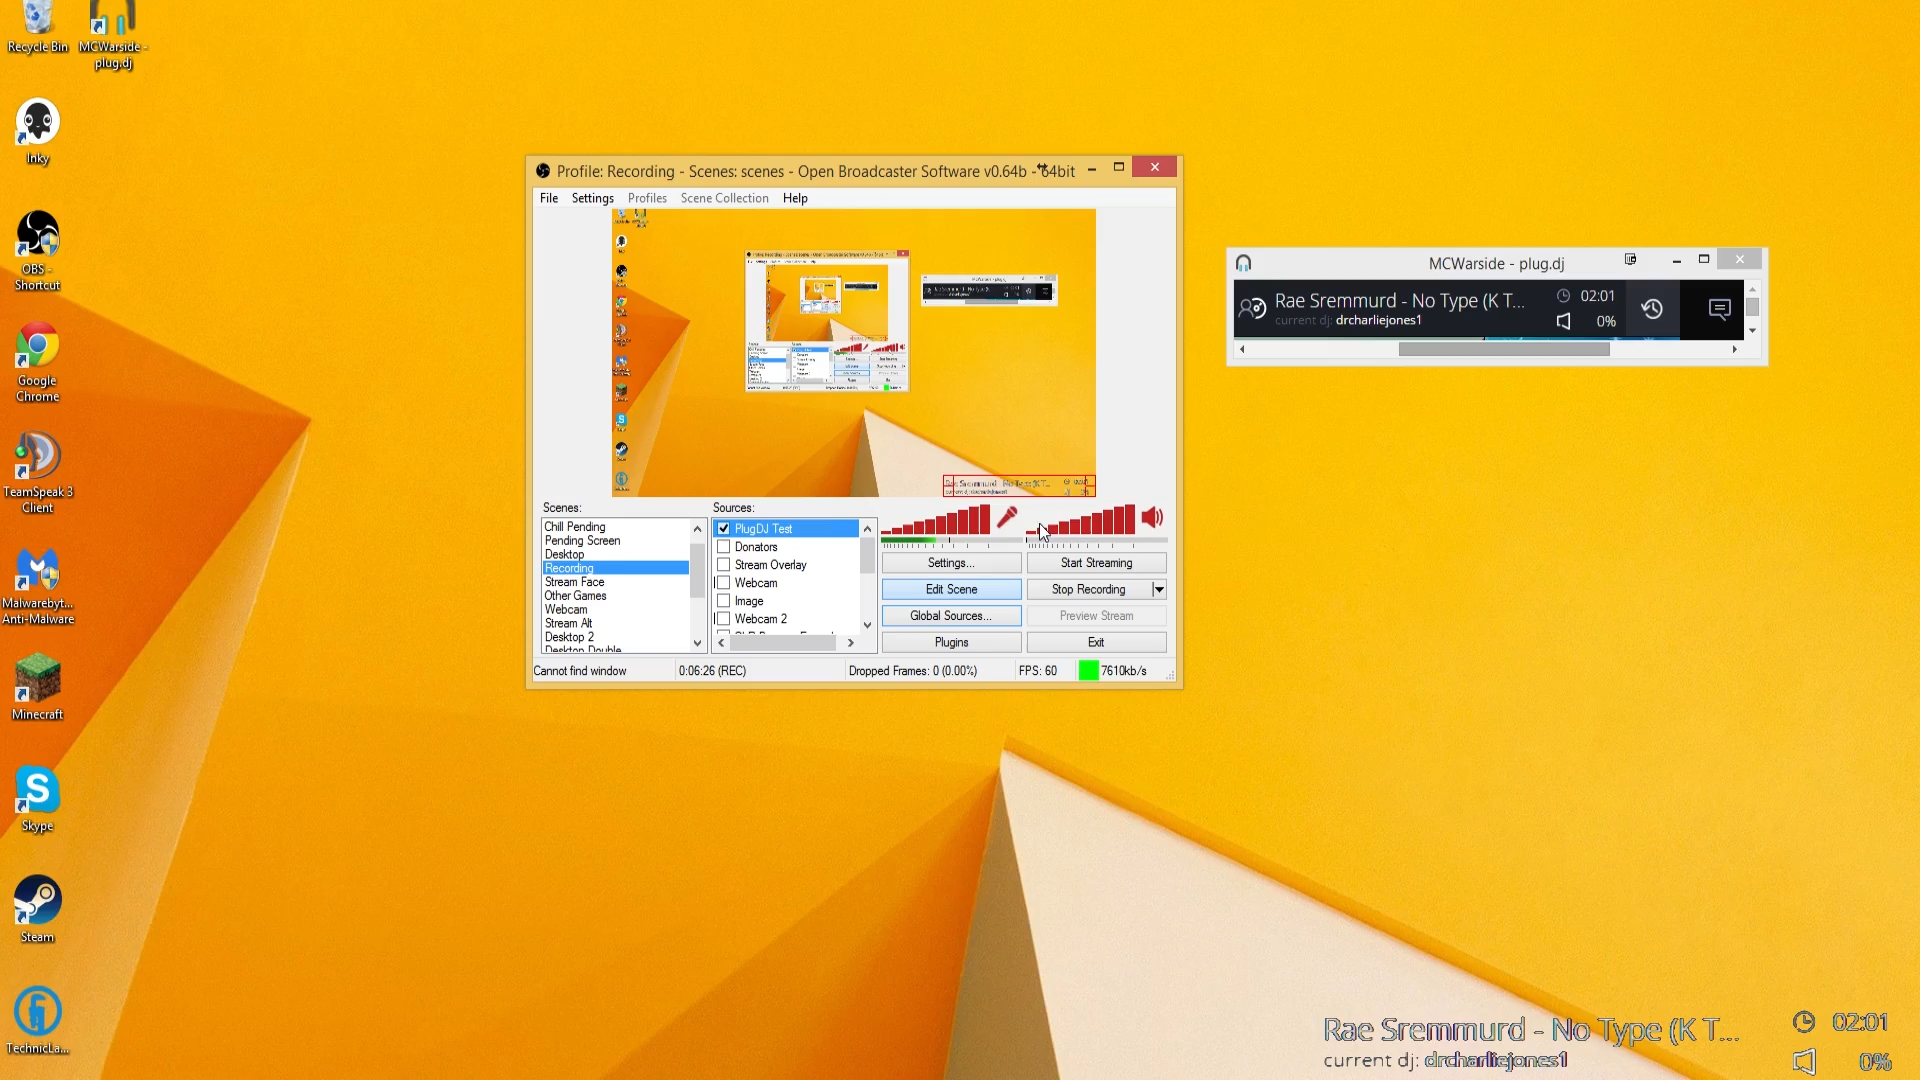 Recycle Bin
MCWarside -
plug.dj
Inky
OBS -
Shortcut
Google
Chrome
TeamSpeak 3
Client
Malwarebyt...
Anti-Malware
Minecraft
Skype
Steam
TechnicLa...
Profile: Recording - Scenes: scenes - Open Broadcaster Software v0.64b - 64bit
File Settings Profiles Scene Collection Help
Scenes:
Chill Pending
Pending Screen
Desktop
Recording
Stream Face
Other Games
Webcam
Stream Alt
Desktop 2
Desktop Double
Sources:
PlugDJ Test
Donators
Stream Overlay
Webcam
Image
Webcam 2
Settings...
Start Streaming
Edit Scene
Stop Recording
Global Sources...
Preview Stream
Plugins
Exit
Cannot find window
0:06:26 (REC)
Dropped Frames: 0 (0.00%)
FPS: 60
7610kb/s
MCWarside - plug.dj
Rae Sremmurd - No Type (K T...
02:01
current dj: drcharliejones1
0%
Rae Sremmurd - No Type (K T...
02:01
current dj: drcharliejones1
0%